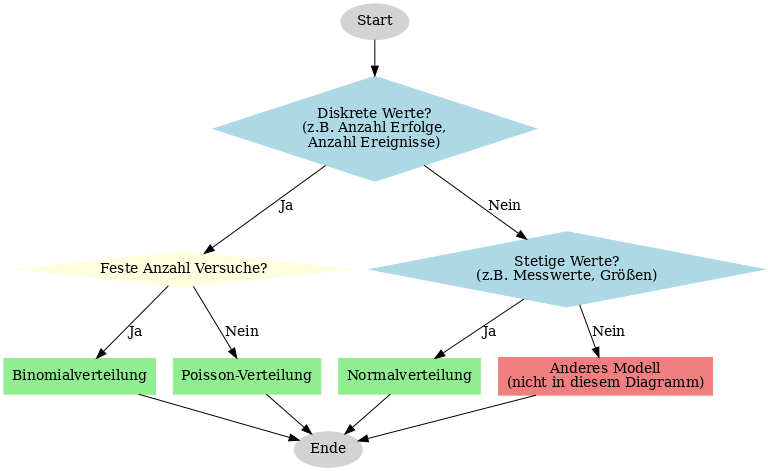 Start
Diskrete Werte?
(z.B. Anzahl Erfolge,
Anzahl Ereignisse)
Ja
Nein
Feste Anzahl Versuche?
Stetige Werte?
(z.B. Messwerte, Größen)
Ja
Nein
Ja
Nein
Binomialverteilung
Poisson-Verteilung
Normalverteilung
Anderes Modell
(nicht in diesem Diagramm)
Ende